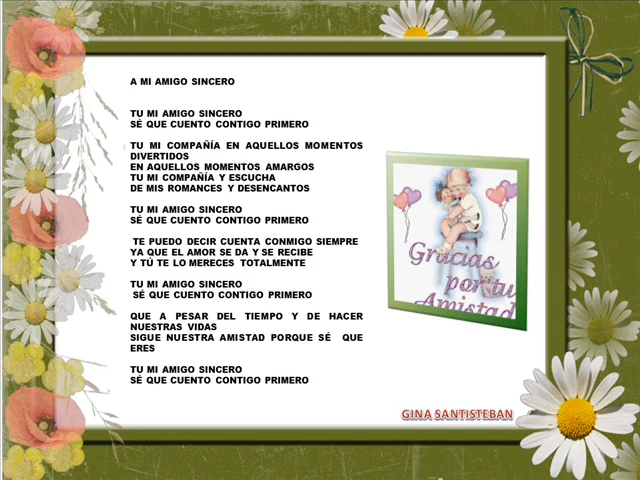 A MI AMIGO SINCERO
TU MI AMIGO SINCERO
SÉ QUE CUENTO CONTIGO PRIMERO
TU MI COMPAÑÍA EN AQUELLOS MOMENTOS
DIVERTIDOS
EN AQUELLOS MOMENTOS AMARGOS
TU MI COMPAÑÍA Y ESCUCHA
DE MIS ROMANCES Y DESENCANTOS
TU MI AMIGO SINCERO
SÉ QUE CUENTO CONTIGO PRIMERO
TE PUEDO DECIR CUENTA CONMIGO SIEMPRE
YA QUE EL AMOR SE DA Y SE RECIBE
Y TÚ TE LO MERECES TOTALMENTE
TU MI AMIGO SINCERO
SÉ QUE CUENTO CONTIGO PRIMERO
QUE A PESAR DEL TIEMPO Y DE HACER
NUESTRAS VIDAS
SIGUE NUESTRA AMISTAD PORQUE SÉ QUE
ERES
TU MI AMIGO SINCERO
SÉ QUE CUENTO CONTIGO PRIMERO
Gracias
por tu
Amistad
GINA SANTISTEBAN